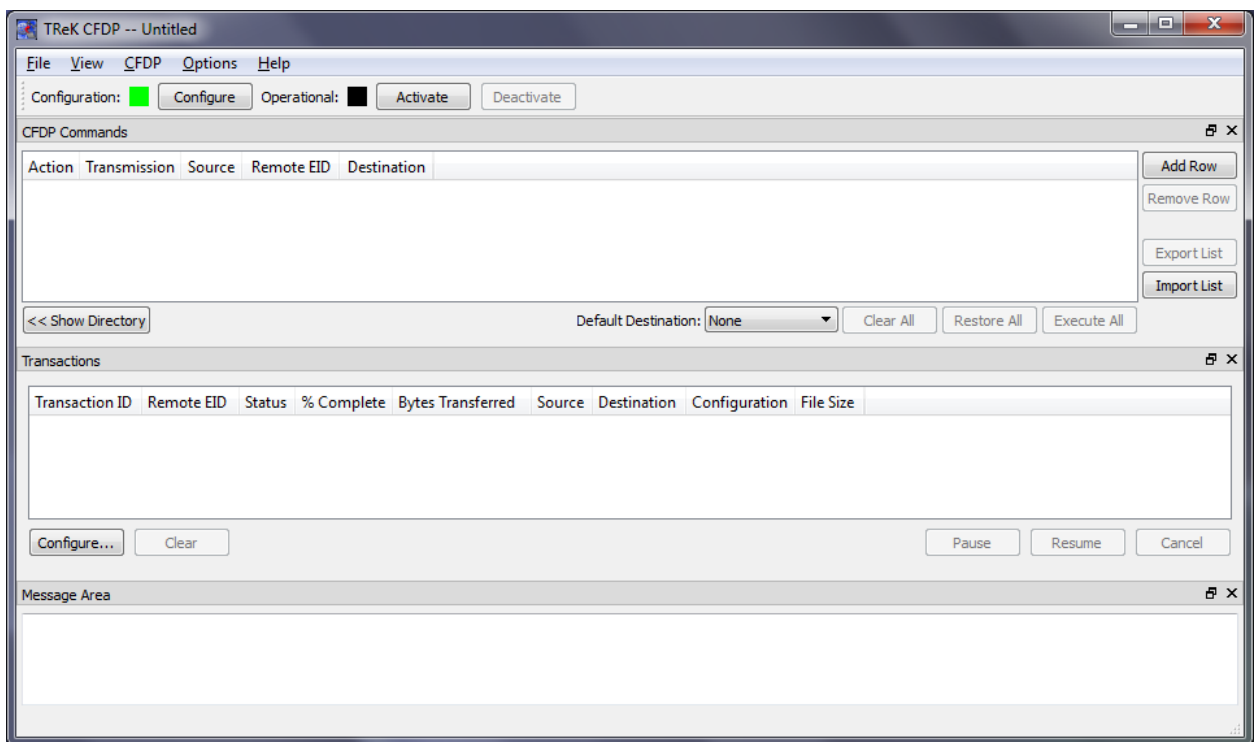 TReK CFDP -- Untitled
File View CFDP Options Help
Configuration: Configure Operational: Activate Deactivate
CFDP Commands
Action Transmission Source Remote EID Destination
Add Row
Remove Row
Export List
Import List
<< Show Directory Default Destination: None Clear All Restore All Execute All
Transactions
Transaction ID Remote EID Status % Complete Bytes Transferred Source Destination Configuration File Size
Configure... Clear Pause Resume Cancel
Message Area